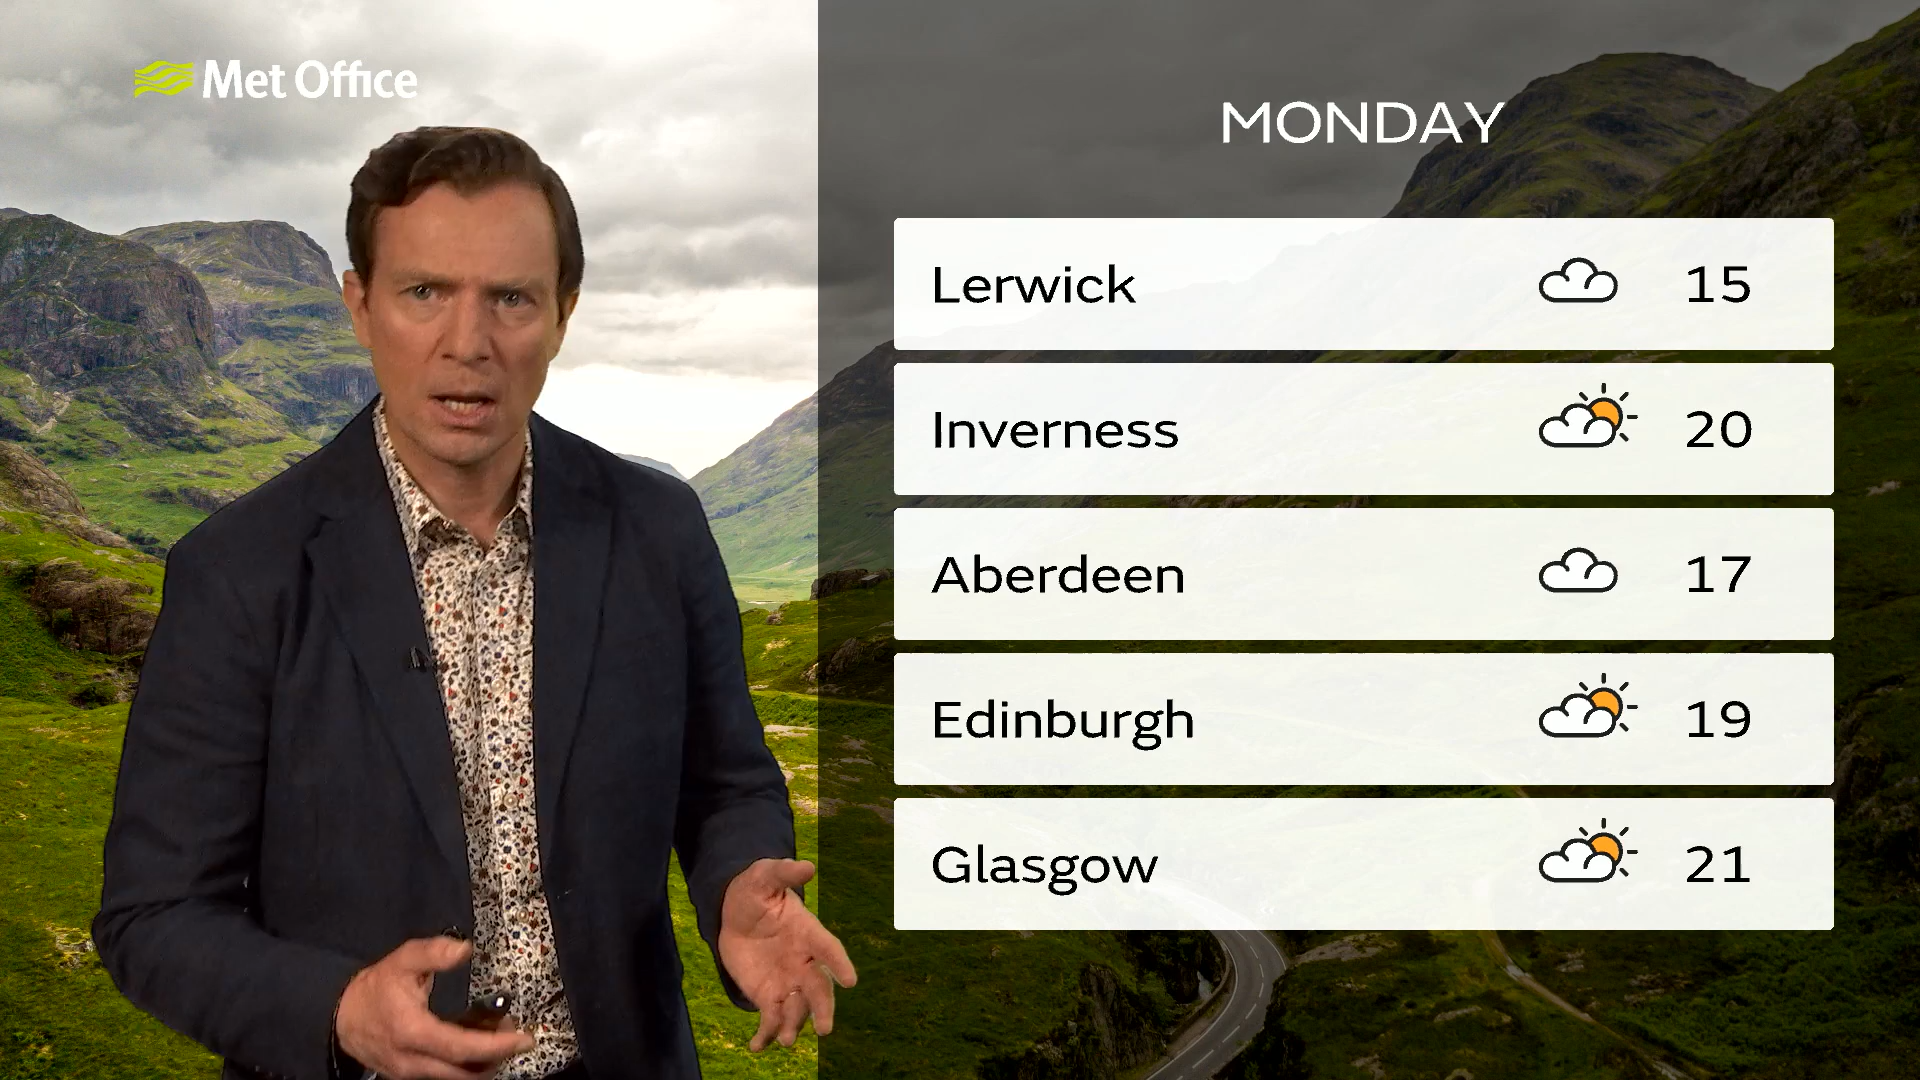 Met Office
MONDAY
Lerwick 15
Inverness 20
Aberdeen 17
Edinburgh 19
Glasgow 21